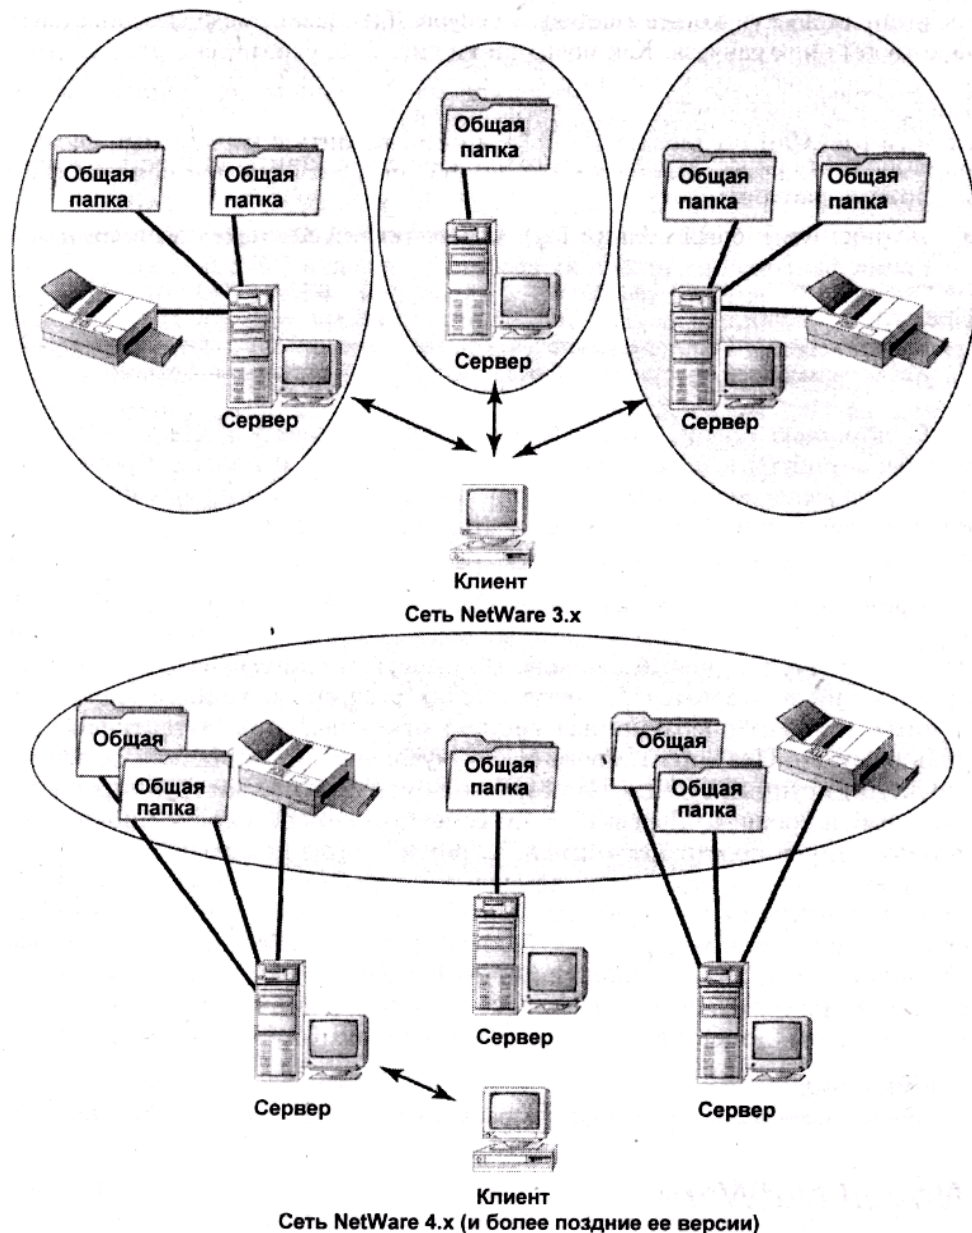 Общая
папка
Общая
папка
Общая
папка
Общая
папка
Общая
папка
Сервер
Сервер
Сервер
Клиент
Сеть NetWare 3.x
Общая
Общая
папка
Общая
папка
Общая
Общая
папка
Сервер
Сервер
Сервер
Клиент
Сеть NetWare 4.x (и более поздние ее версии)